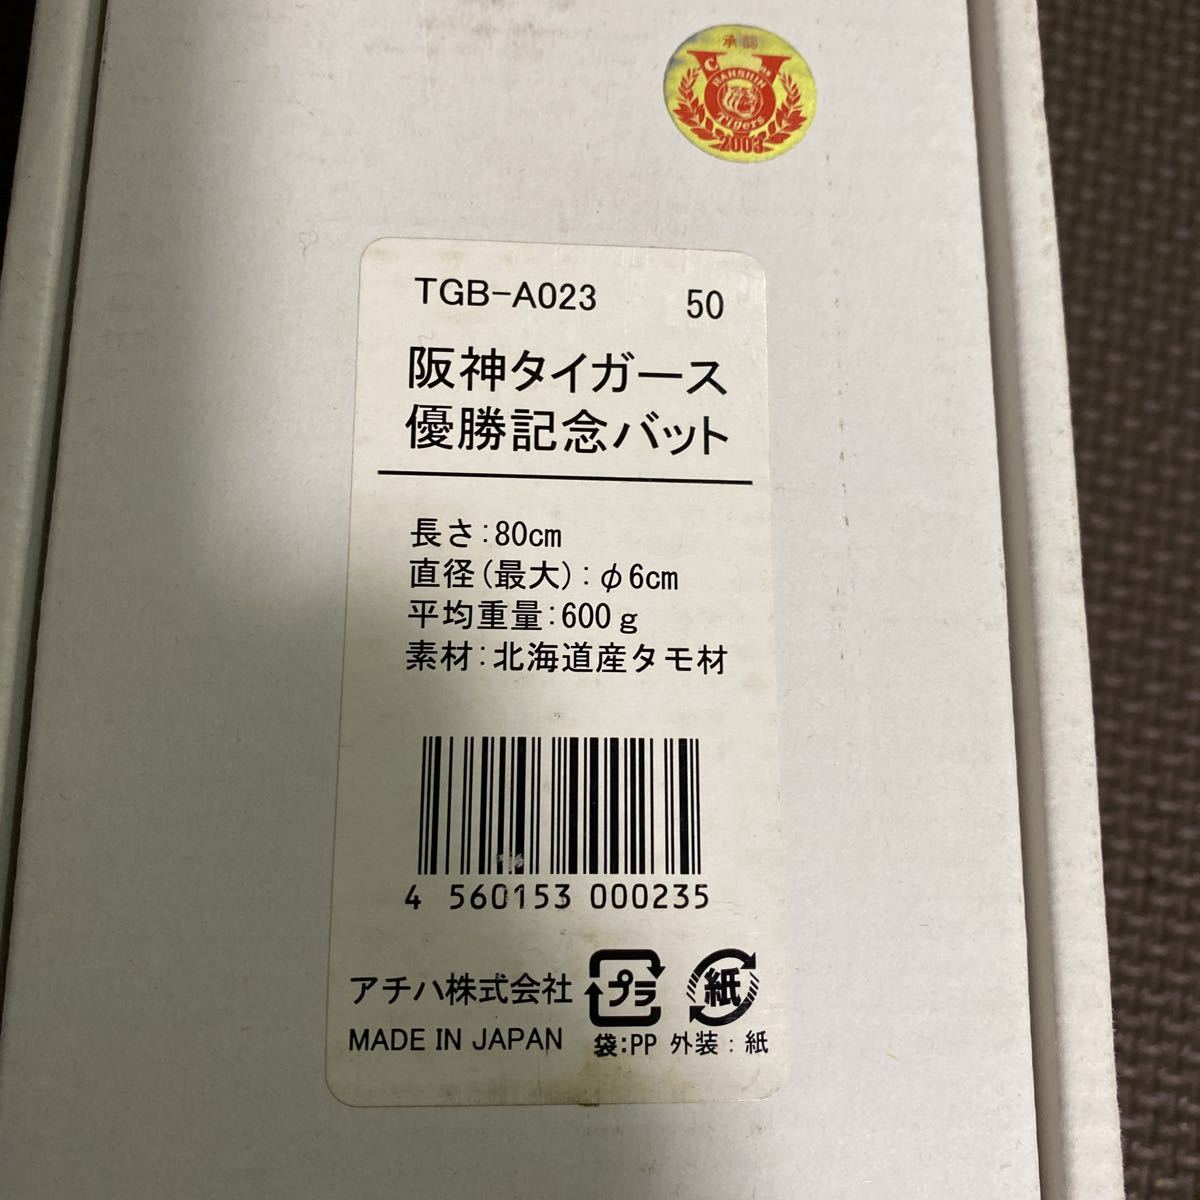 承認
HANSHIN
Tigers
2003
TGB-A023 50
阪神タイガース
優勝記念バット
長さ:80cm
直径(最大):φ6cm
平均重量:600g
素材:北海道産タモ材
4 560153 000235
アチハ株式会社
プラ
紙
MADE IN JAPAN
袋:PP 外装:紙